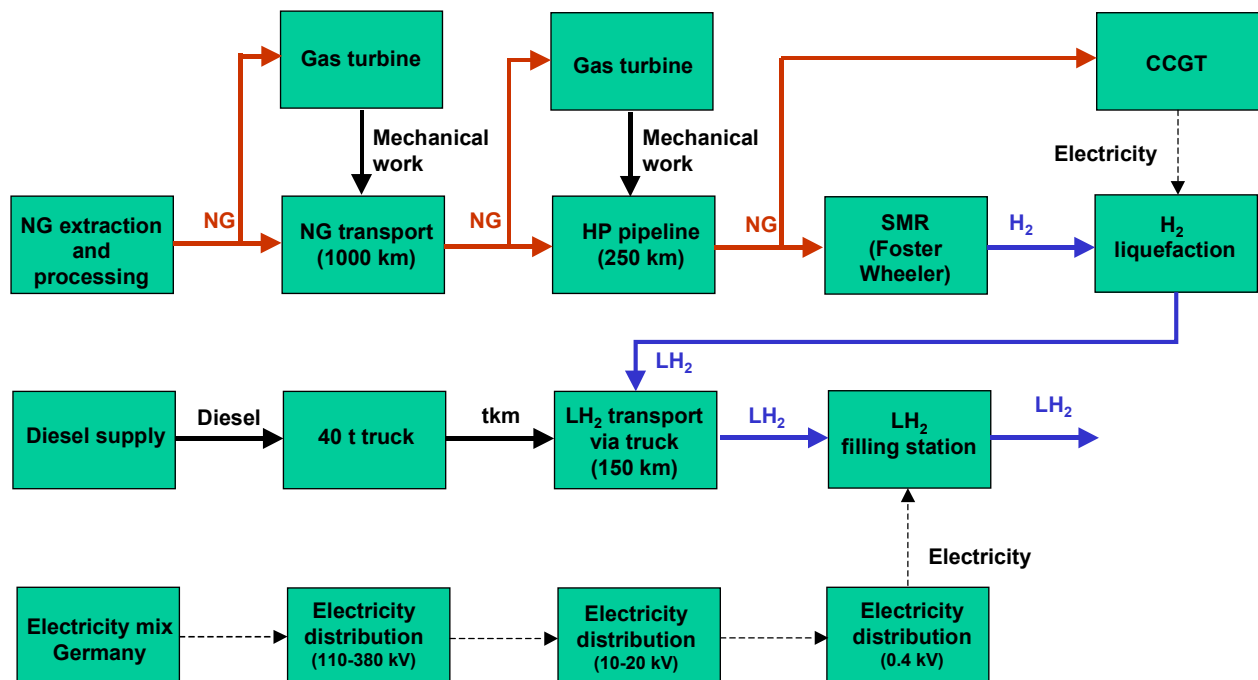 Gas turbine
Gas turbine
CCGT
Mechanical
work
Mechanical
work
Electricity
NG extraction
and
processing
NG
NG transport
(1000 km)
NG
HP pipeline
(250 km)
NG
SMR
(Foster
Wheeler)
H₂
H₂
liquefaction
LH₂
Diesel supply
Diesel
40 t truck
tkm
LH₂ transport
via truck
(150 km)
LH₂
LH₂
filling station
LH₂
Electricity
Electricity mix
Germany
Electricity
distribution
(110-380 kV)
Electricity
distribution
(10-20 kV)
Electricity
distribution
(0.4 kV)